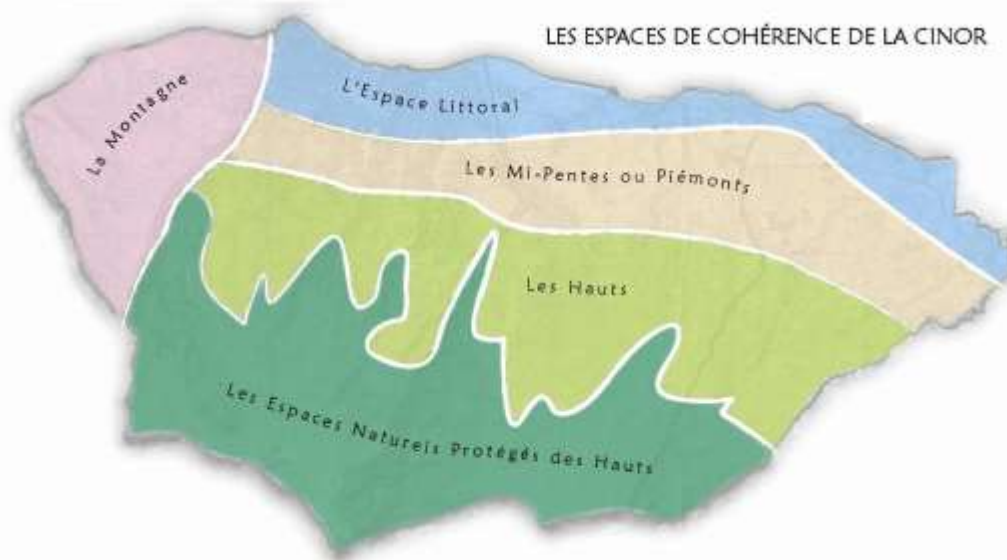 LES ESPACES DE COHÉRENCE DE LA CINOR
La Montagne
L'Espace Littoral
Les Mi-Pentes ou Piémonts
Les Hauts
Les Espaces Naturels Protégés des Hauts